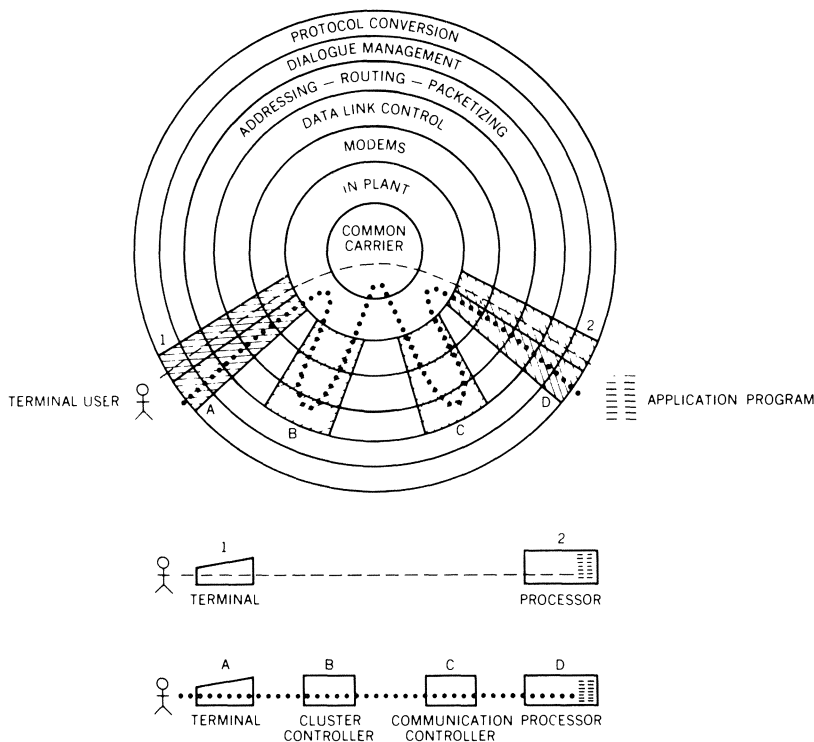 PROTOCOL CONVERSION
DIALOGUE MANAGEMENT
ADDRESSING — ROUTING — PACKETIZING
DATA LINK CONTROL
MODEMS
IN PLANT
COMMON
CARRIER
1
2
TERMINAL USER
A
B
C
D
APPLICATION PROGRAM
1
2
TERMINAL
PROCESSOR
A
B
C
D
TERMINAL
CLUSTER
CONTROLLER
COMMUNICATION
CONTROLLER
PROCESSOR